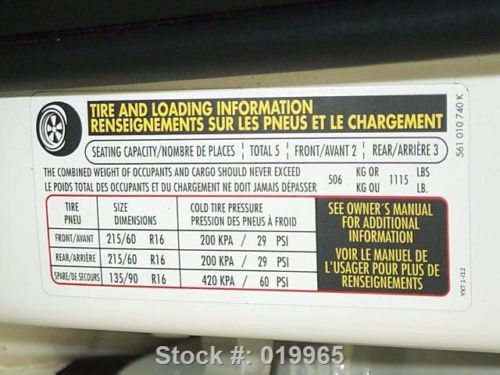 TIRE AND LOADING INFORMATION
RENSEIGNEMENTS SUR LES PNEUS ET LE CHARGEMENT
SEATING CAPACITY/NOMBRE DE PLACES TOTAL 5 FRONT/AVANT 2 REAR/ARRIÈRE 3
THE COMBINED WEIGHT OF OCCUPANTS AND CARGO SHOULD NEVER EXCEED 506 KG OR 1115 LBS
LE POIDS TOTAL DES OCCUPANTS ET DU CHARGEMENT NE DOIT JAMAIS DÉPASSER KG OU LB.
TIRE SIZE COLD TIRE PRESSURE
PNEU DIMENSIONS PRESSION DES PNEUS À FROID
FRONT/AVANT 215/60 R16 200 KPA / 29 PSI
REAR/ARRIÈRE 215/60 R16 200 KPA / 29 PSI
SPARE/DE SECOURS 135/90 R16 420 KPA / 60 PSI
SEE OWNER'S MANUAL
FOR ADDITIONAL
INFORMATION
VOIR LE MANUEL DE
L'USAGER POUR PLUS DE
RENSEIGNEMENTS
561 010 740 K
YXT-1-I12
Stock #: 019965